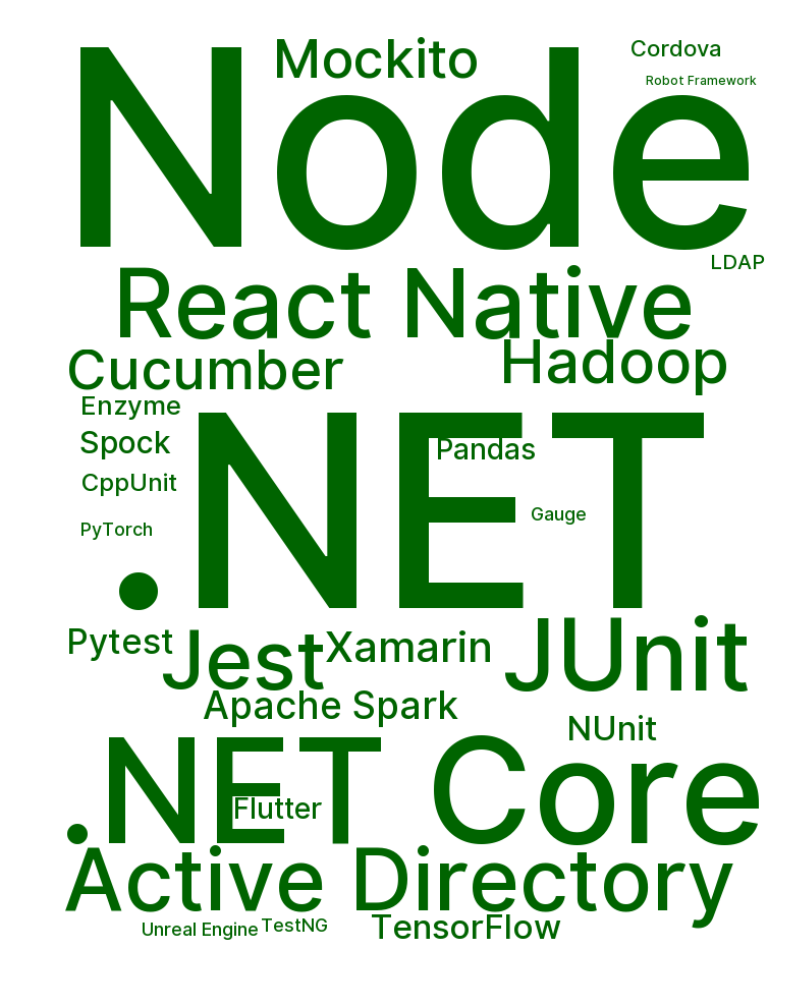 Mockito
Cordova
Robot Framework
Node
LDAP
React Native
Cucumber
Hadoop
Enzyme
Spock
Pandas
CppUnit
.NET
Gauge
PyTorch
Pytest
Jest
Xamarin
JUnit
Apache Spark
NUnit
.NET Core
Flutter
Active Directory
Unreal Engine
TestNG
TensorFlow